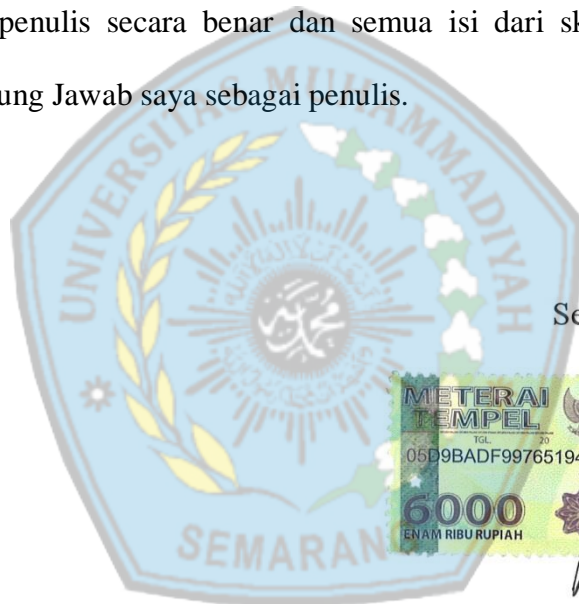 penulis secara benar dan semua isi dari sk
ung Jawab saya sebagai penulis.
UNIVERSITAS MUHAMMADIYAH
Se
METERAI
TEMPEL
TGL. 20
05D9BADF99765194
6000
ENAM RIBU RUPIAH
SEMARAN